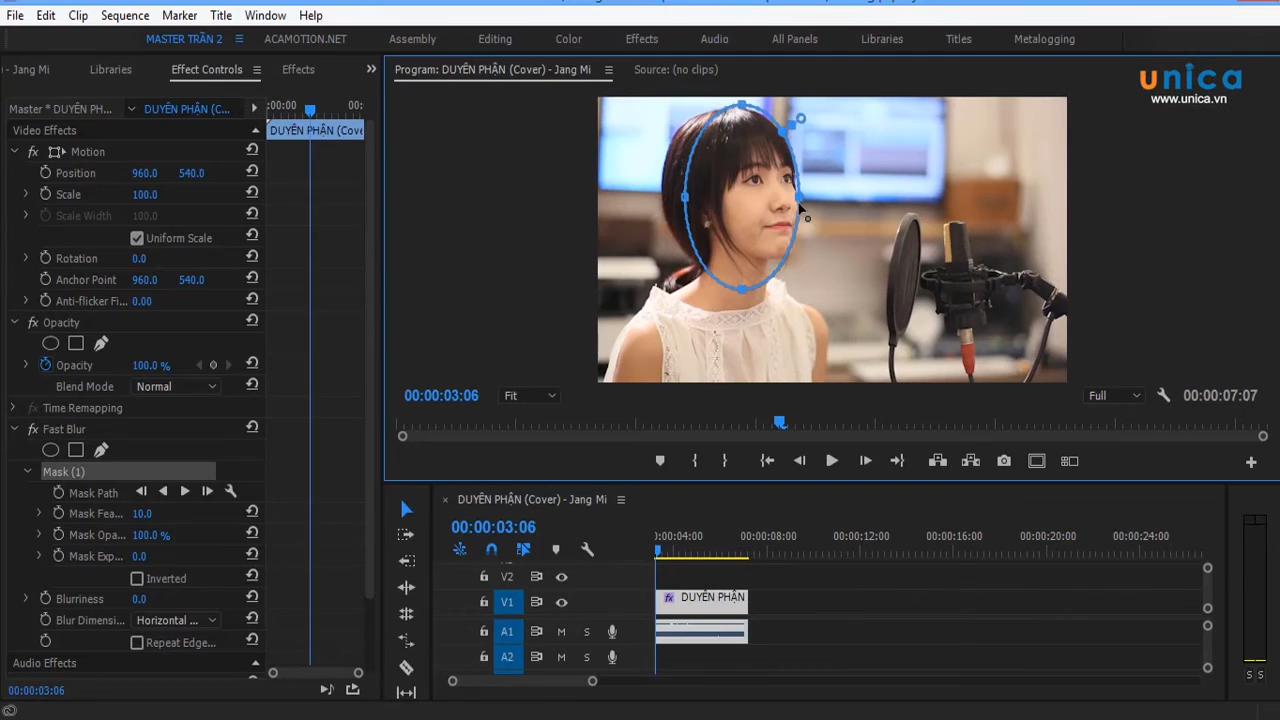 File Edit Clip Sequence Marker Title Window Help
MASTER TRẦN 2 ACAMOTION.NET Assembly Editing Color Effects Audio All Panels Libraries Titles Metalogging
- Jang Mi Libraries Effect Controls Effects
Program: DUYÊN PHẬN (Cover) - Jang Mi Source: (no clips)
unica
www.unica.vn
Master * DUYÊN PH... DUYÊN PHẬN (C... :00:00 00:
Video Effects DUYÊN PHẬN (Cove
fx Motion
Position 960.0 540.0
Scale 100.0
Scale Width 100.0
Uniform Scale
Rotation 0.0
Anchor Point 960.0 540.0
Anti-flicker Fi... 0.00
fx Opacity
Opacity 100.0 %
Blend Mode Normal
fx Time Remapping
fx Fast Blur
Mask (1)
Mask Path
Mask Fea... 10.0
Mask Opa... 100.0 %
Mask Exp... 0.0
Inverted
Blurriness 0.0
Blur Dimensi... Horizontal ...
Repeat Edge...
Audio Effects
00:00:03:06
00:00:03:06 Fit Full 00:00:07:07
× DUYÊN PHẬN (Cover) - Jang Mi
00:00:03:06
:00:04:00 00:00:08:00 00:00:12:00 00:00:16:00 00:00:20:00 00:00:24:00
V2
V1 fx DUYÊN PHẬN
A1 M S
A2 M S
S S